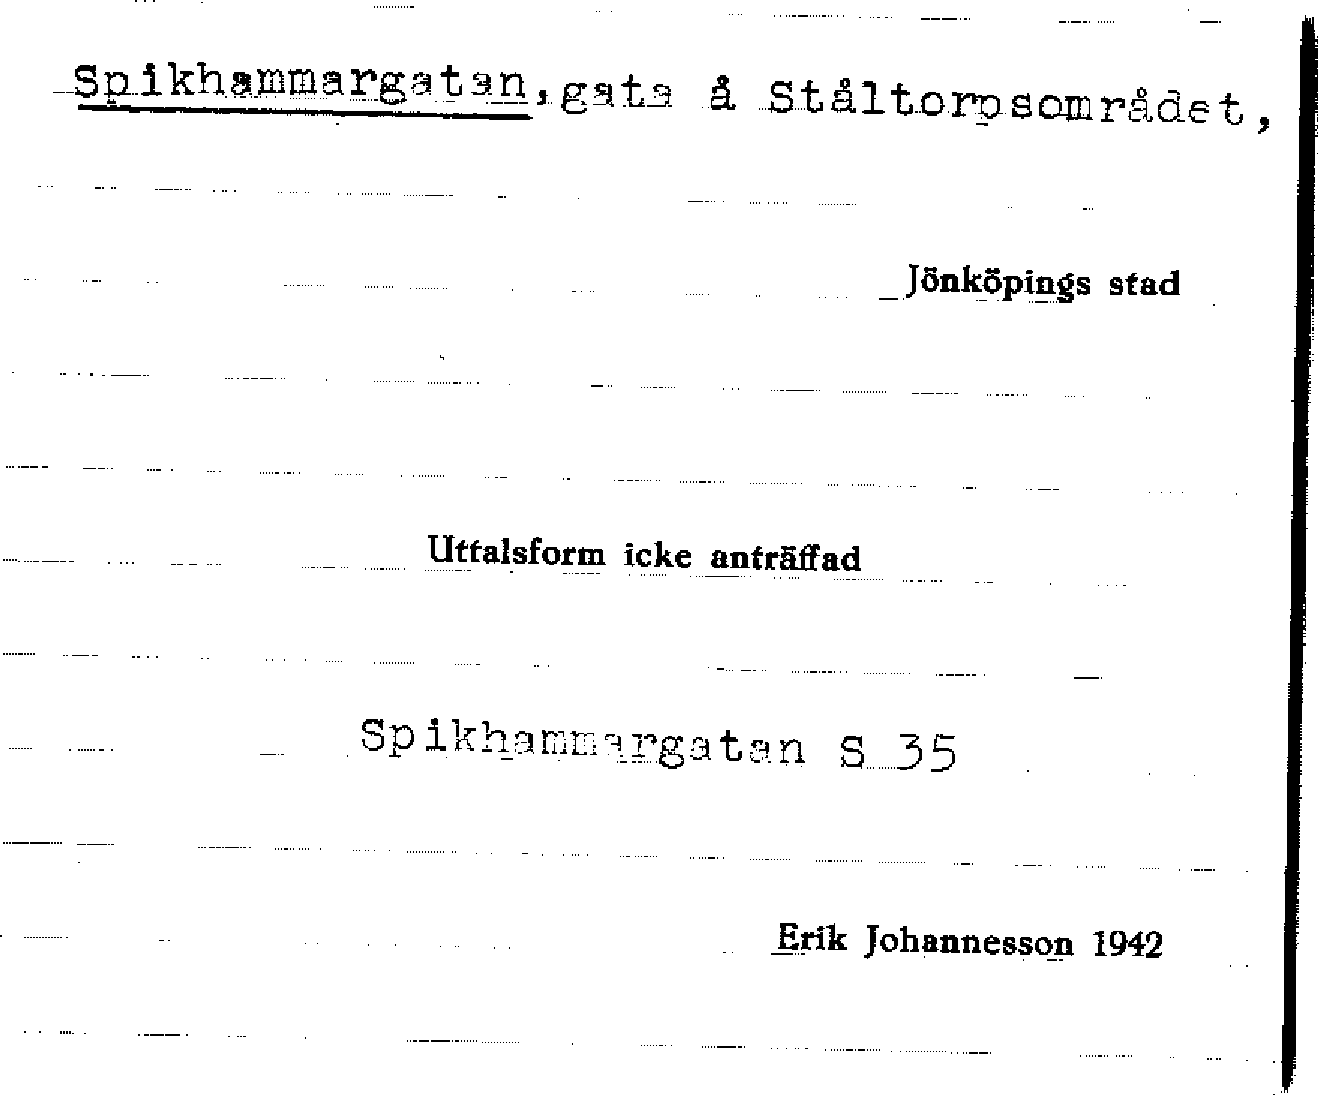 Spikhammargatan, gata å Ståltorpsområdet,
Jönköpings stad
Uttalsform icke anträffad
Spikhammargatan S 35
Erik Johannesson 1942